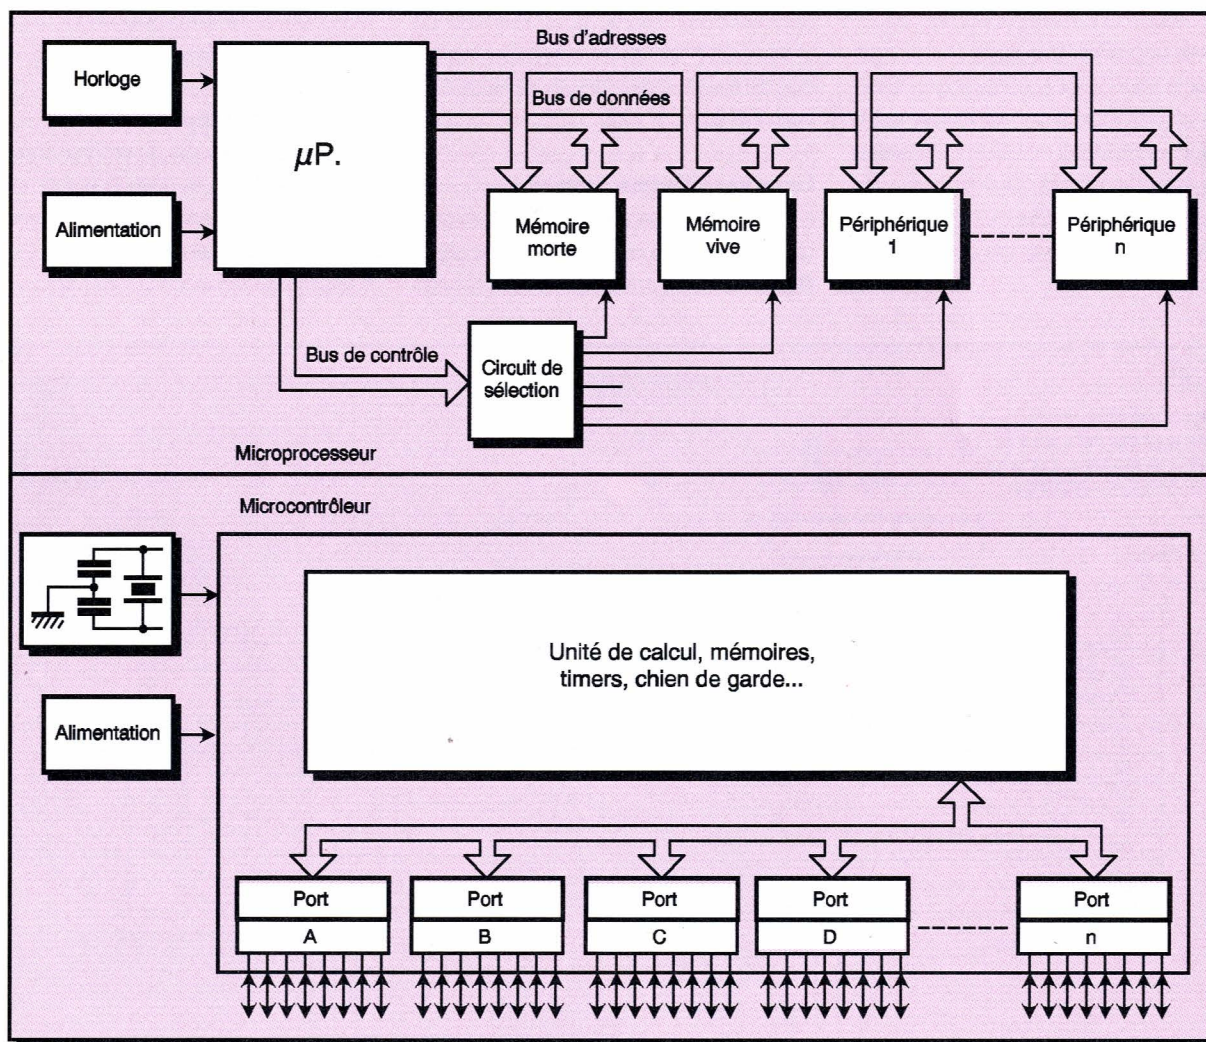 Bus d'adresses
Horloge
Bus de données
µP.
Alimentation
Mémoire
morte
Mémoire
vive
Périphérique
1
Périphérique
n
Bus de contrôle
Circuit de
sélection
Microprocesseur
Microcontrôleur
Unité de calcul, mémoires,
timers, chien de garde...
Alimentation
Port
A
Port
B
Port
C
Port
D
Port
n